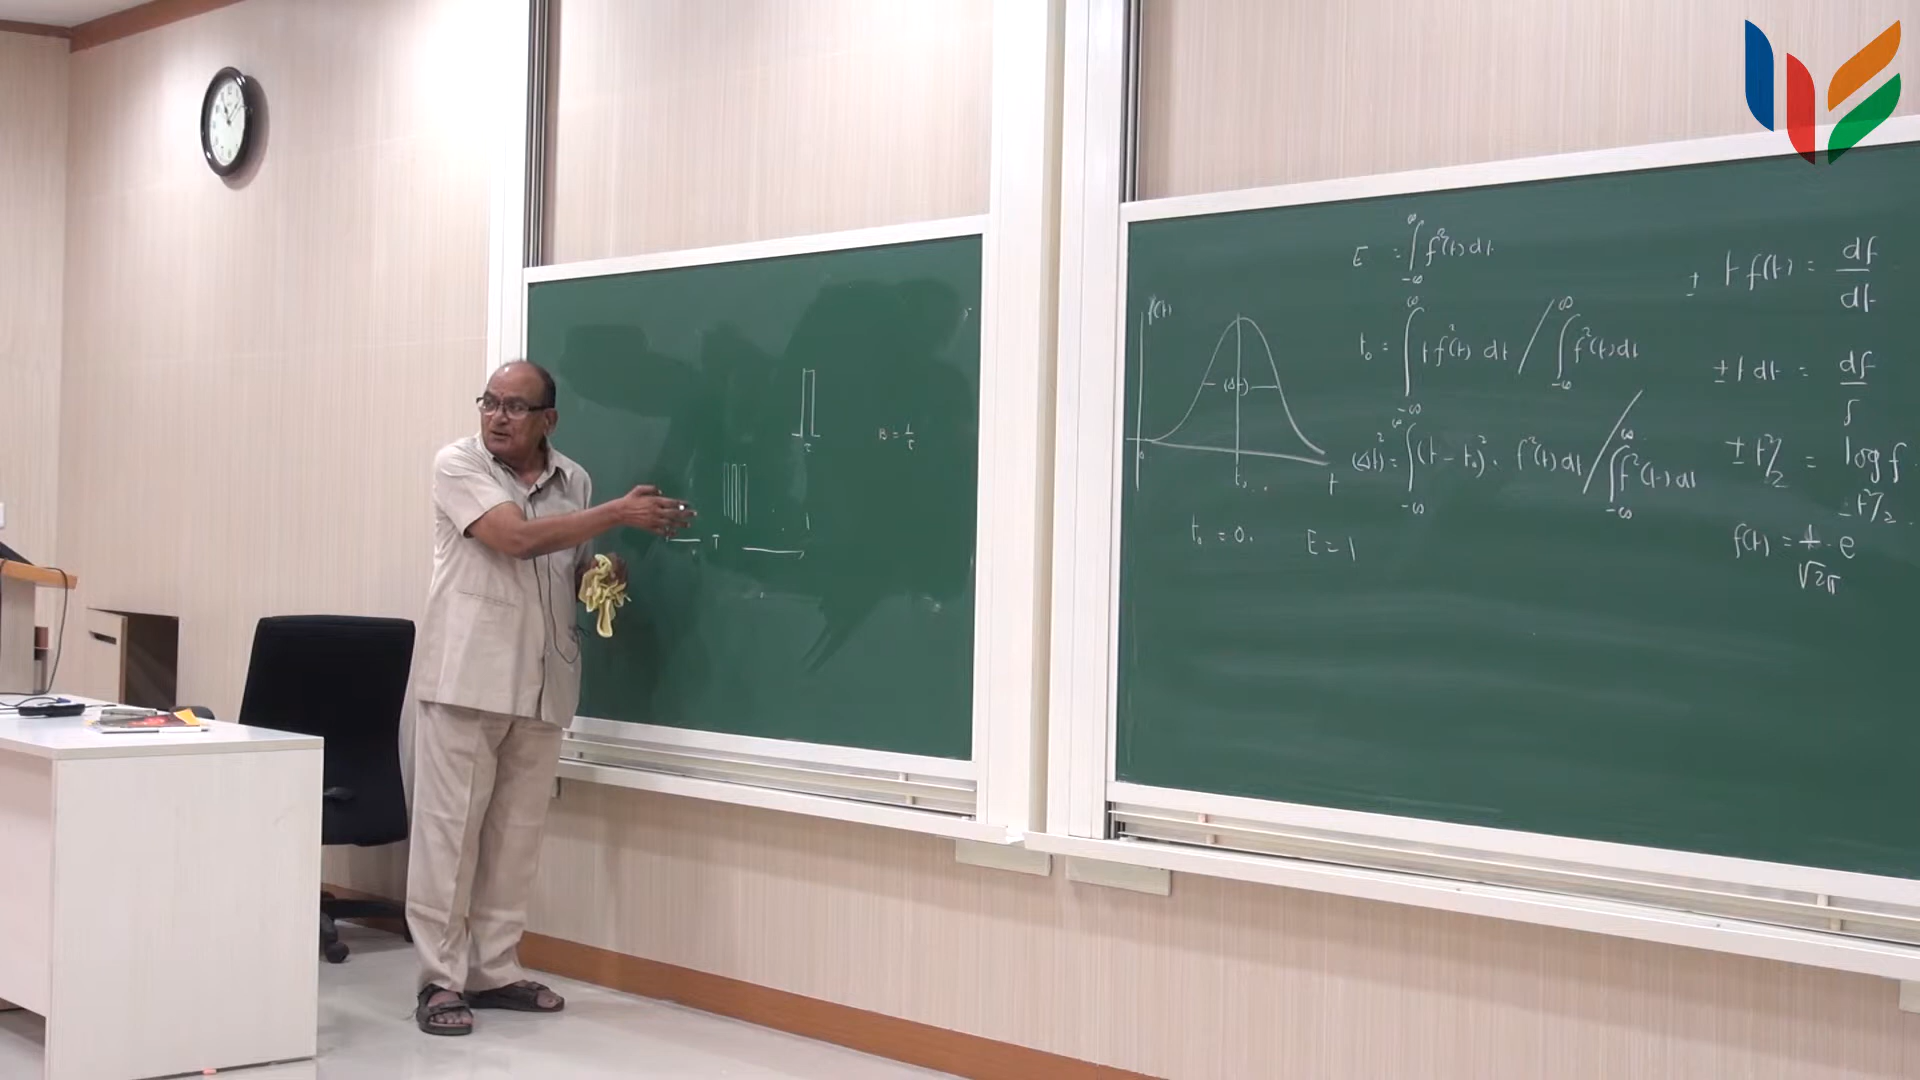 τ
B = 1/τ
T
E = ∫_{-∞}^{∞} f²(t) dt
f(t)
t₀ = ∫_{-∞}^{∞} t f²(t) dt / ∫_{-∞}^{∞} f²(t) dt
(Δt)
0
t₀
t
(Δt)² = ∫_{-∞}^{∞} (t - t₀)² . f²(t) dt / ∫_{-∞}^{∞} f²(t) dt
t₀ = 0.
E = 1
± t f(t) = df/dt
± t dt = df/f
± t²/2 = log f
f(t) = 1/√2π . e^{-t²/2}